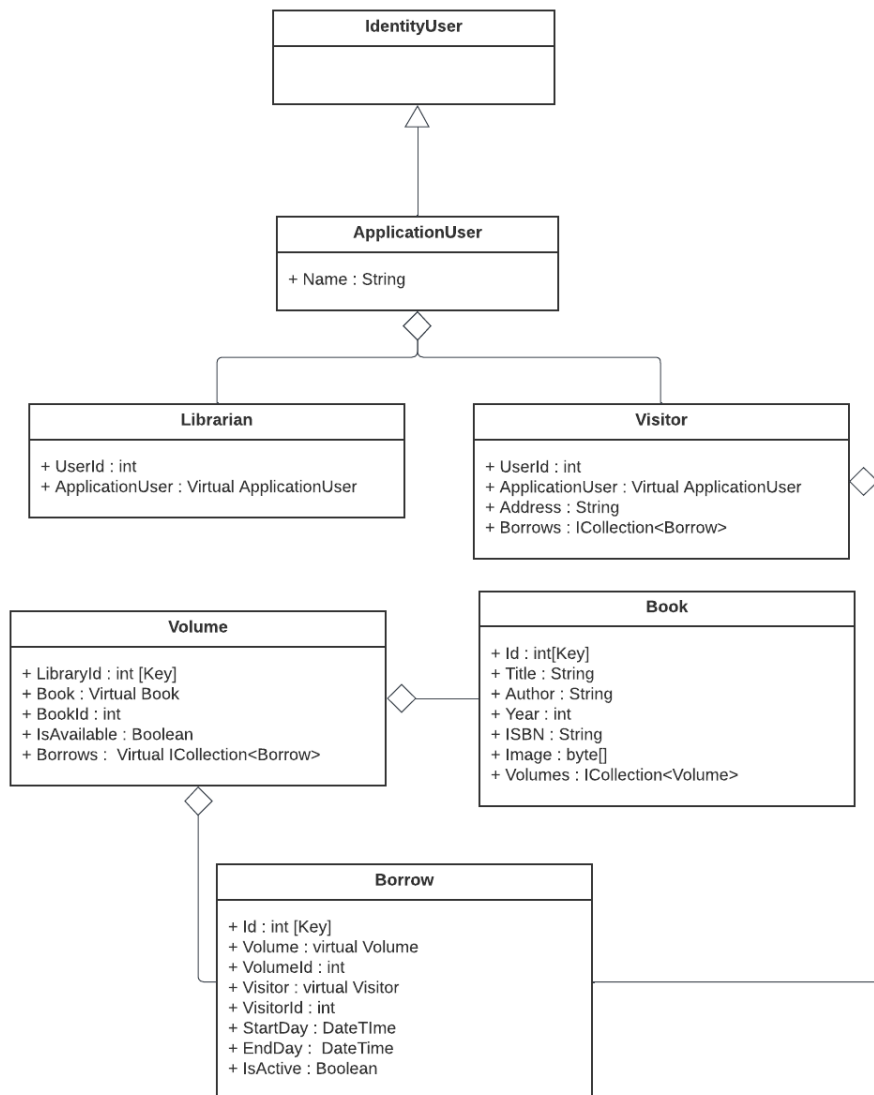 IdentityUser
ApplicationUser
+ Name : String
Librarian
+ UserId : int
+ ApplicationUser : Virtual ApplicationUser
Visitor
+ UserId : int
+ ApplicationUser : Virtual ApplicationUser
+ Address : String
+ Borrows : ICollection<Borrow>
Volume
+ LibraryId : int [Key]
+ Book : Virtual Book
+ BookId : int
+ IsAvailable : Boolean
+ Borrows :  Virtual ICollection<Borrow>
Book
+ Id : int[Key]
+ Title : String
+ Author : String
+ Year : int
+ ISBN : String
+ Image : byte[]
+ Volumes : ICollection<Volume>
Borrow
+ Id : int [Key]
+ Volume : virtual Volume
+ VolumeId : int
+ Visitor : virtual Visitor
+ VisitorId : int
+ StartDay : DateTIme
+ EndDay :  DateTime
+ IsActive : Boolean